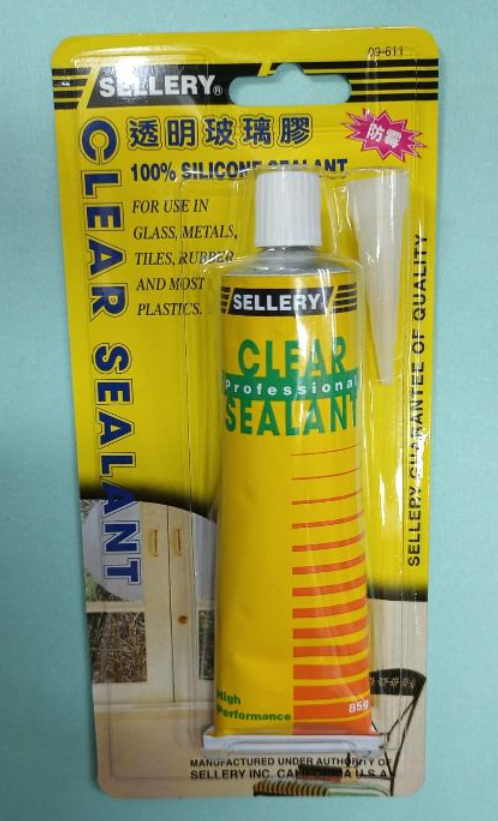 09-611
SELLERY®
透明玻璃膠
防霉
100% SILICONE SEALANT
FOR USE IN
GLASS, METALS,
TILES, RUBBER
AND MOST
PLASTICS.
CLEAR SEALANT
SELLERY GUARANTEE OF QUALITY
SELLERY
CLEAR
Professional
SEALANT
High
Performance
85g
MANUFACTURED UNDER AUTHORITY OF
SELLERY INC. CALIFORNIA U.S.A